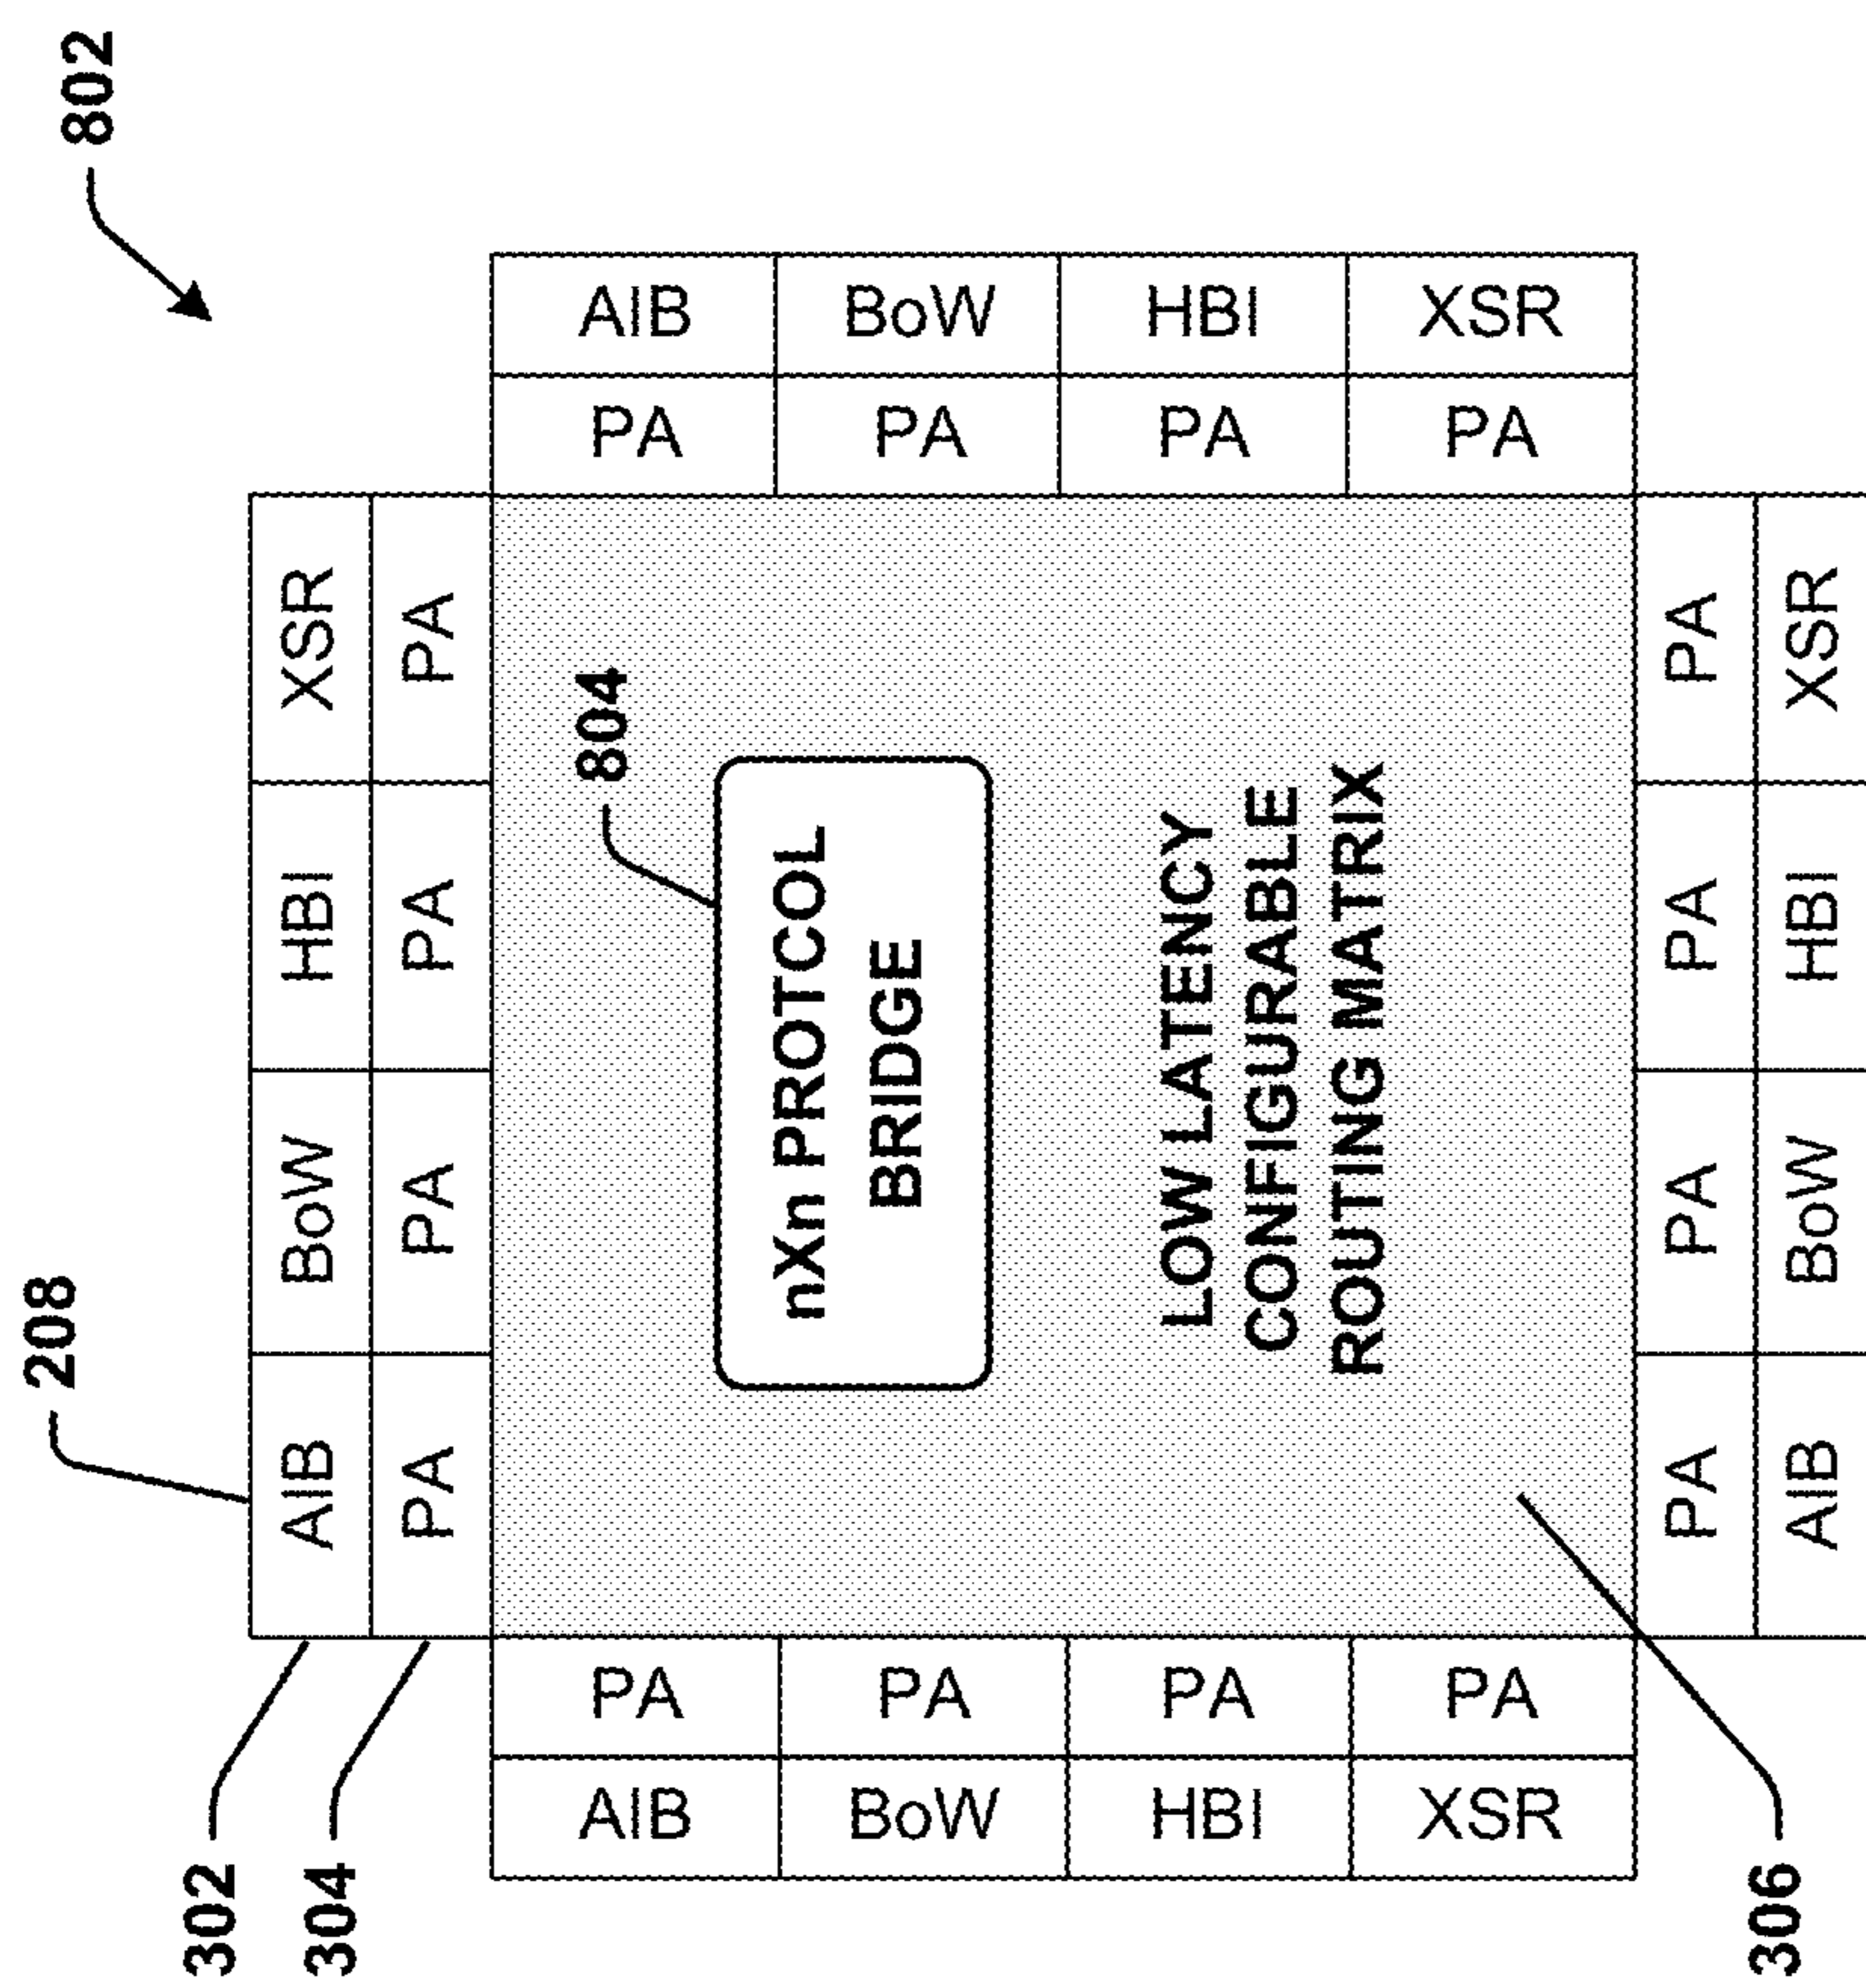 802
208
302
AIB
BoW
HBI
XSR
304
PA
PA
PA
PA
AIB
PA
804
PA
AIB
BoW
PA
nXn PROTCOL
BRIDGE
PA
BoW
HBI
PA
LOW LATENCY
CONFIGURABLE
ROUTING MATRIX
PA
HBI
XSR
PA
PA
XSR
PA
PA
PA
PA
306
AIB
BoW
HBI
XSR